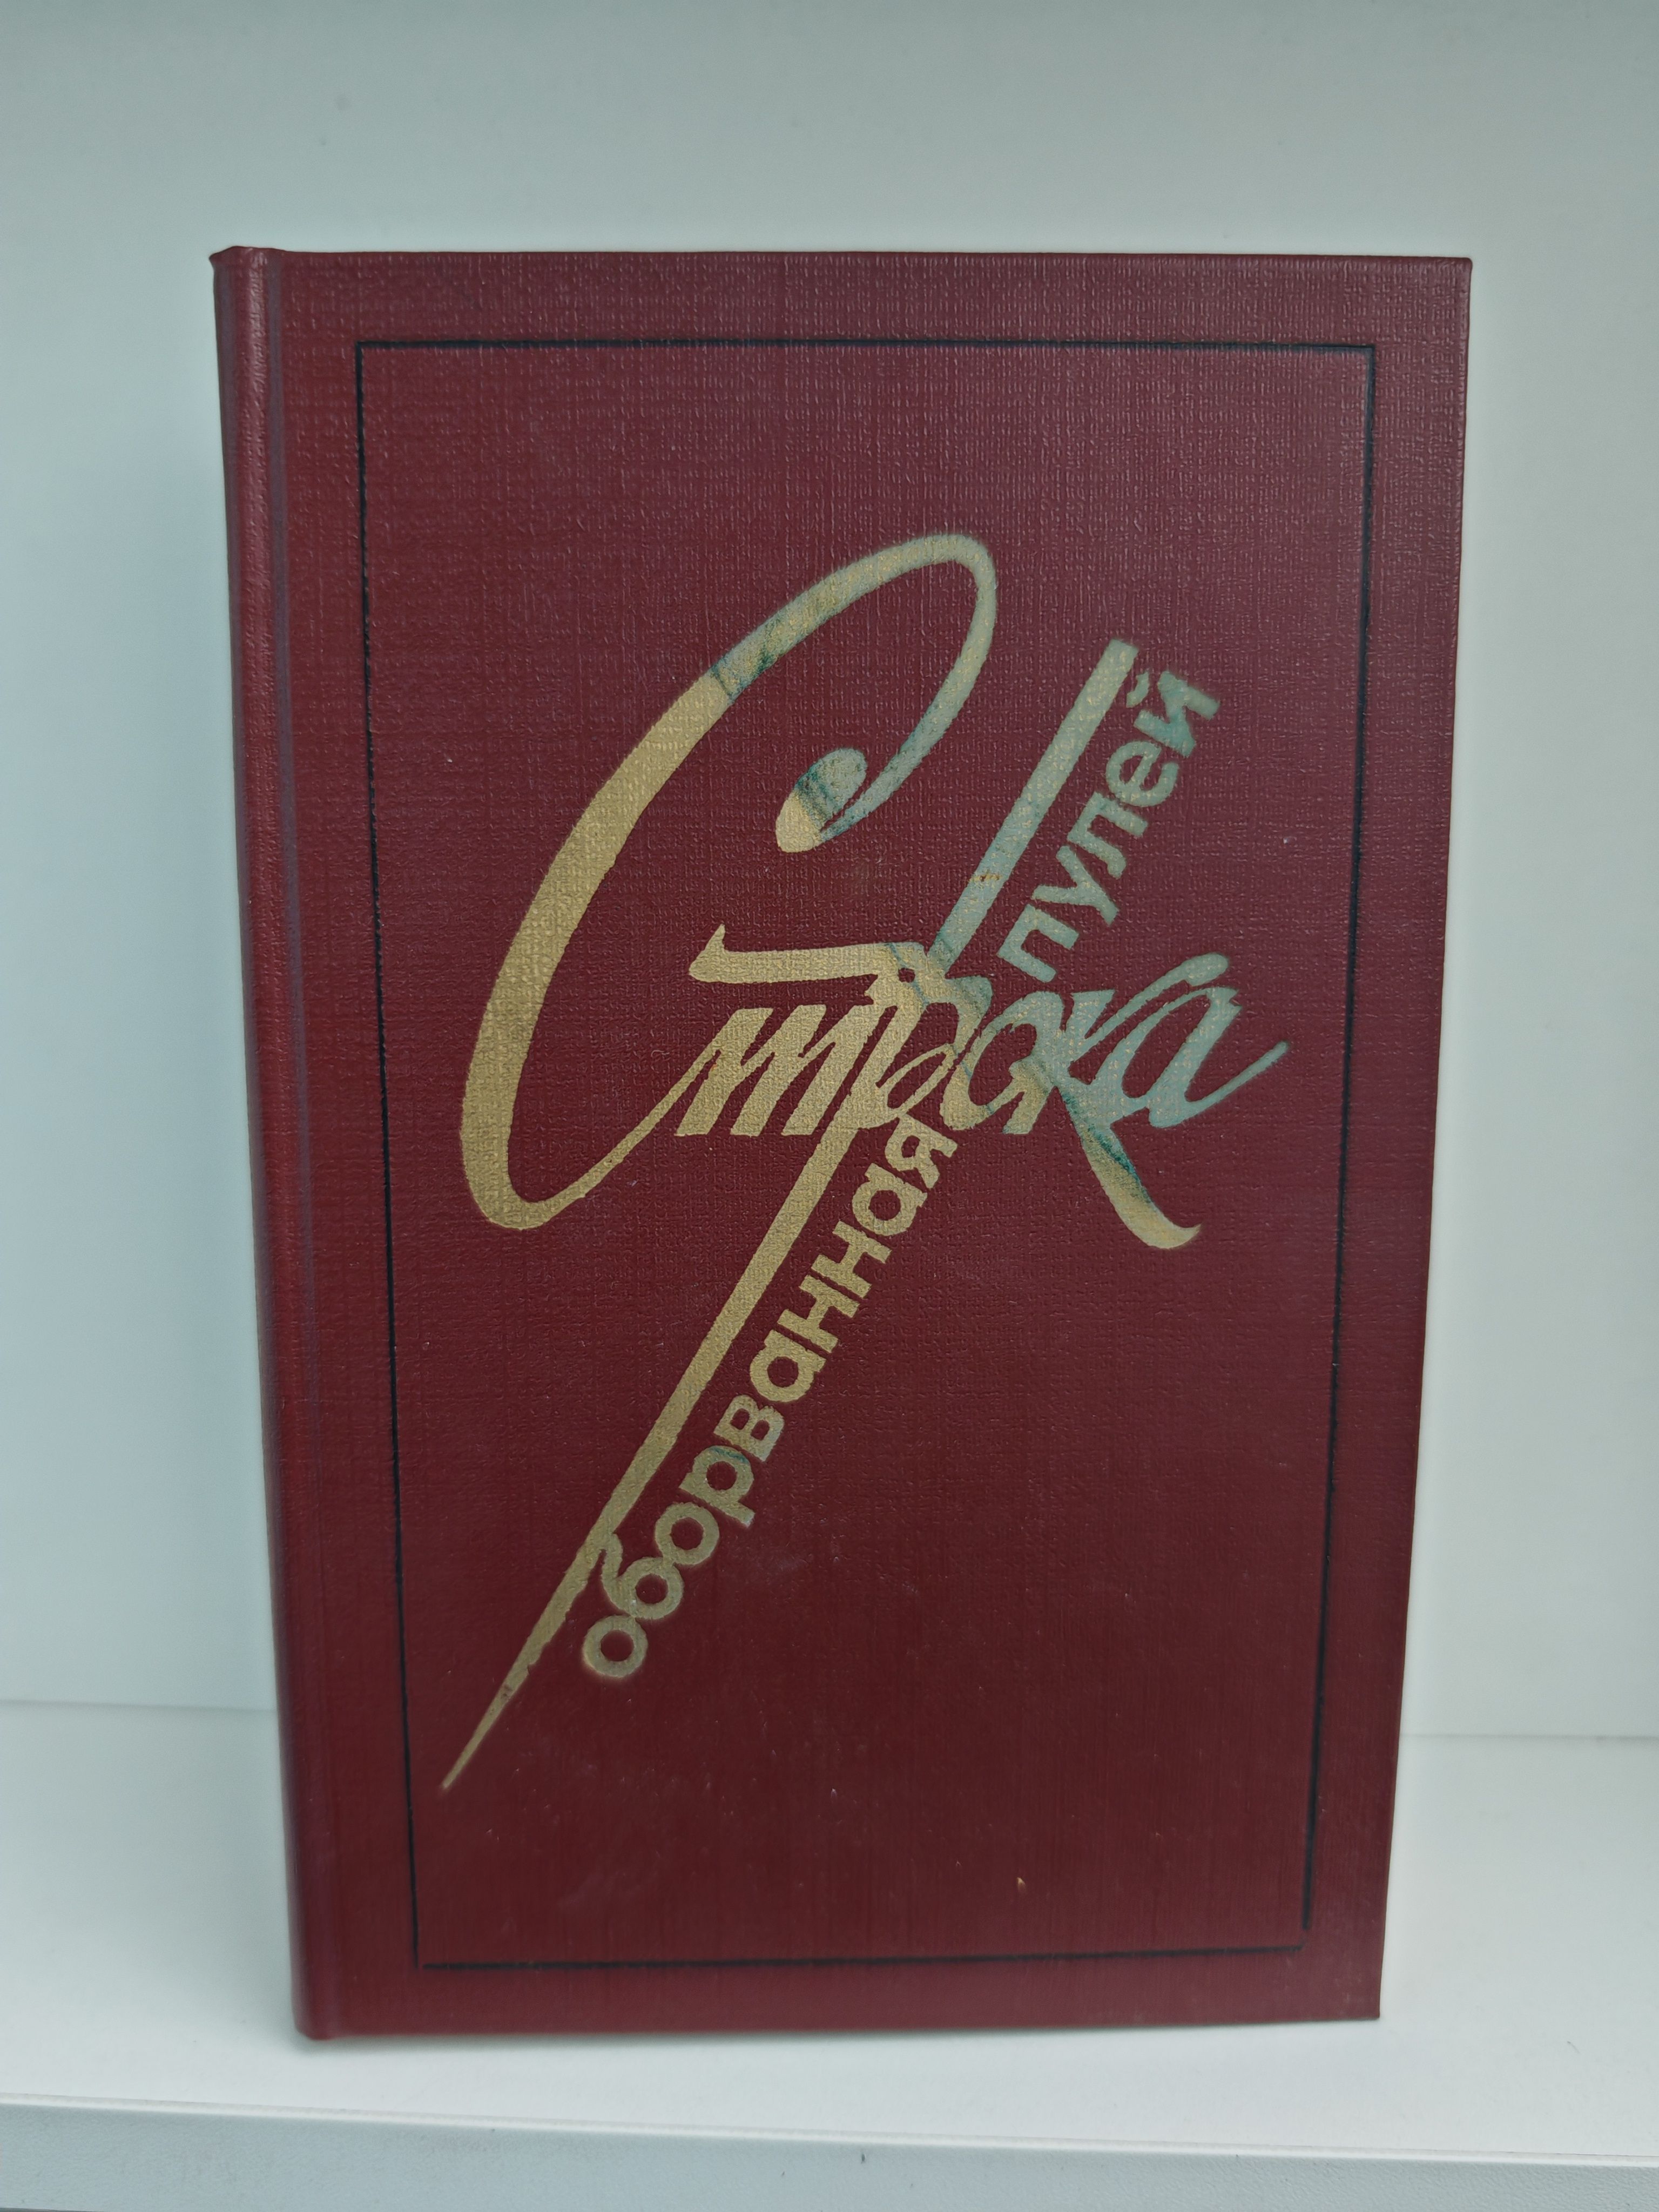 Строка
оборванная пулей